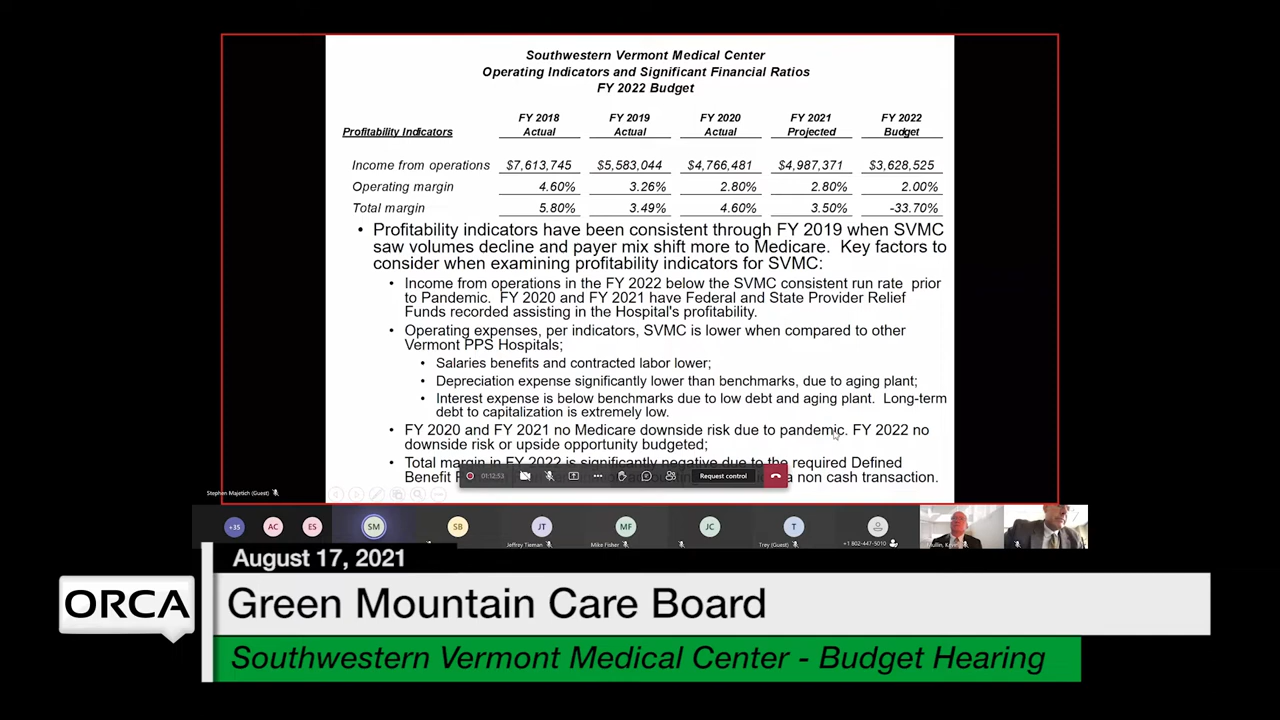 Southwestern Vermont Medical Center
Operating Indicators and Significant Financial Ratios
FY 2022 Budget
FY 2018 FY 2019 FY 2020 FY 2021 FY 2022
Profitability Indicators Actual Actual Actual Projected Budget
Income from operations $7,613,745 $5,583,044 $4,766,481 $4,987,371 $3,628,525
Operating margin 4.60% 3.26% 2.80% 2.80% 2.00%
Total margin 5.80% 3.49% 4.60% 3.50% -33.70%
• Profitability indicators have been consistent through FY 2019 when SVMC
saw volumes decline and payer mix shift more to Medicare. Key factors to
consider when examining profitability indicators for SVMC:
• Income from operations in the FY 2022 below the SVMC consistent run rate prior
to Pandemic. FY 2020 and FY 2021 have Federal and State Provider Relief
Funds recorded assisting in the Hospital's profitability.
• Operating expenses, per indicators, SVMC is lower when compared to other
Vermont PPS Hospitals;
• Salaries benefits and contracted labor lower;
• Depreciation expense significantly lower than benchmarks, due to aging plant;
• Interest expense is below benchmarks due to low debt and aging plant. Long-term
debt to capitalization is extremely low.
• FY 2020 and FY 2021 no Medicare downside risk due to pandemic. FY 2022 no
downside risk or upside opportunity budgeted;
• Total margin in FY 2022 is significantly negative due to the required Defined
Benefit a non cash transaction.
01:12:53 Request control
Stephen Majetich (Guest)
+35 AC ES SM SB JT MF JC T
Jeffrey Tieman Mike Fisher Trey (Guest) +1 802-447-5010
August 17, 2021
ORCA
Green Mountain Care Board
Southwestern Vermont Medical Center - Budget Hearing